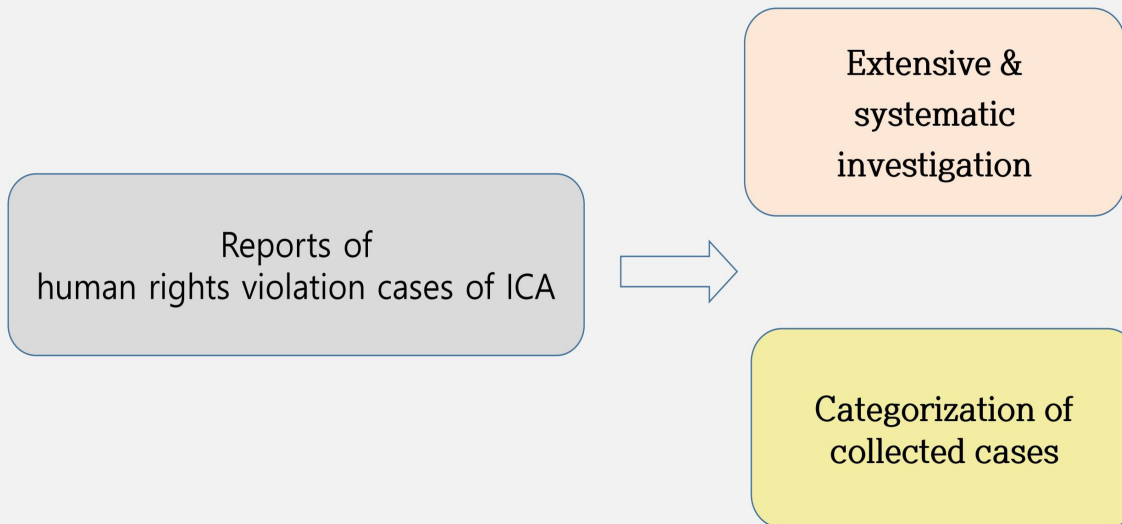 Reports of
human rights violation cases of ICA
Extensive &
systematic
investigation
Categorization of
collected cases